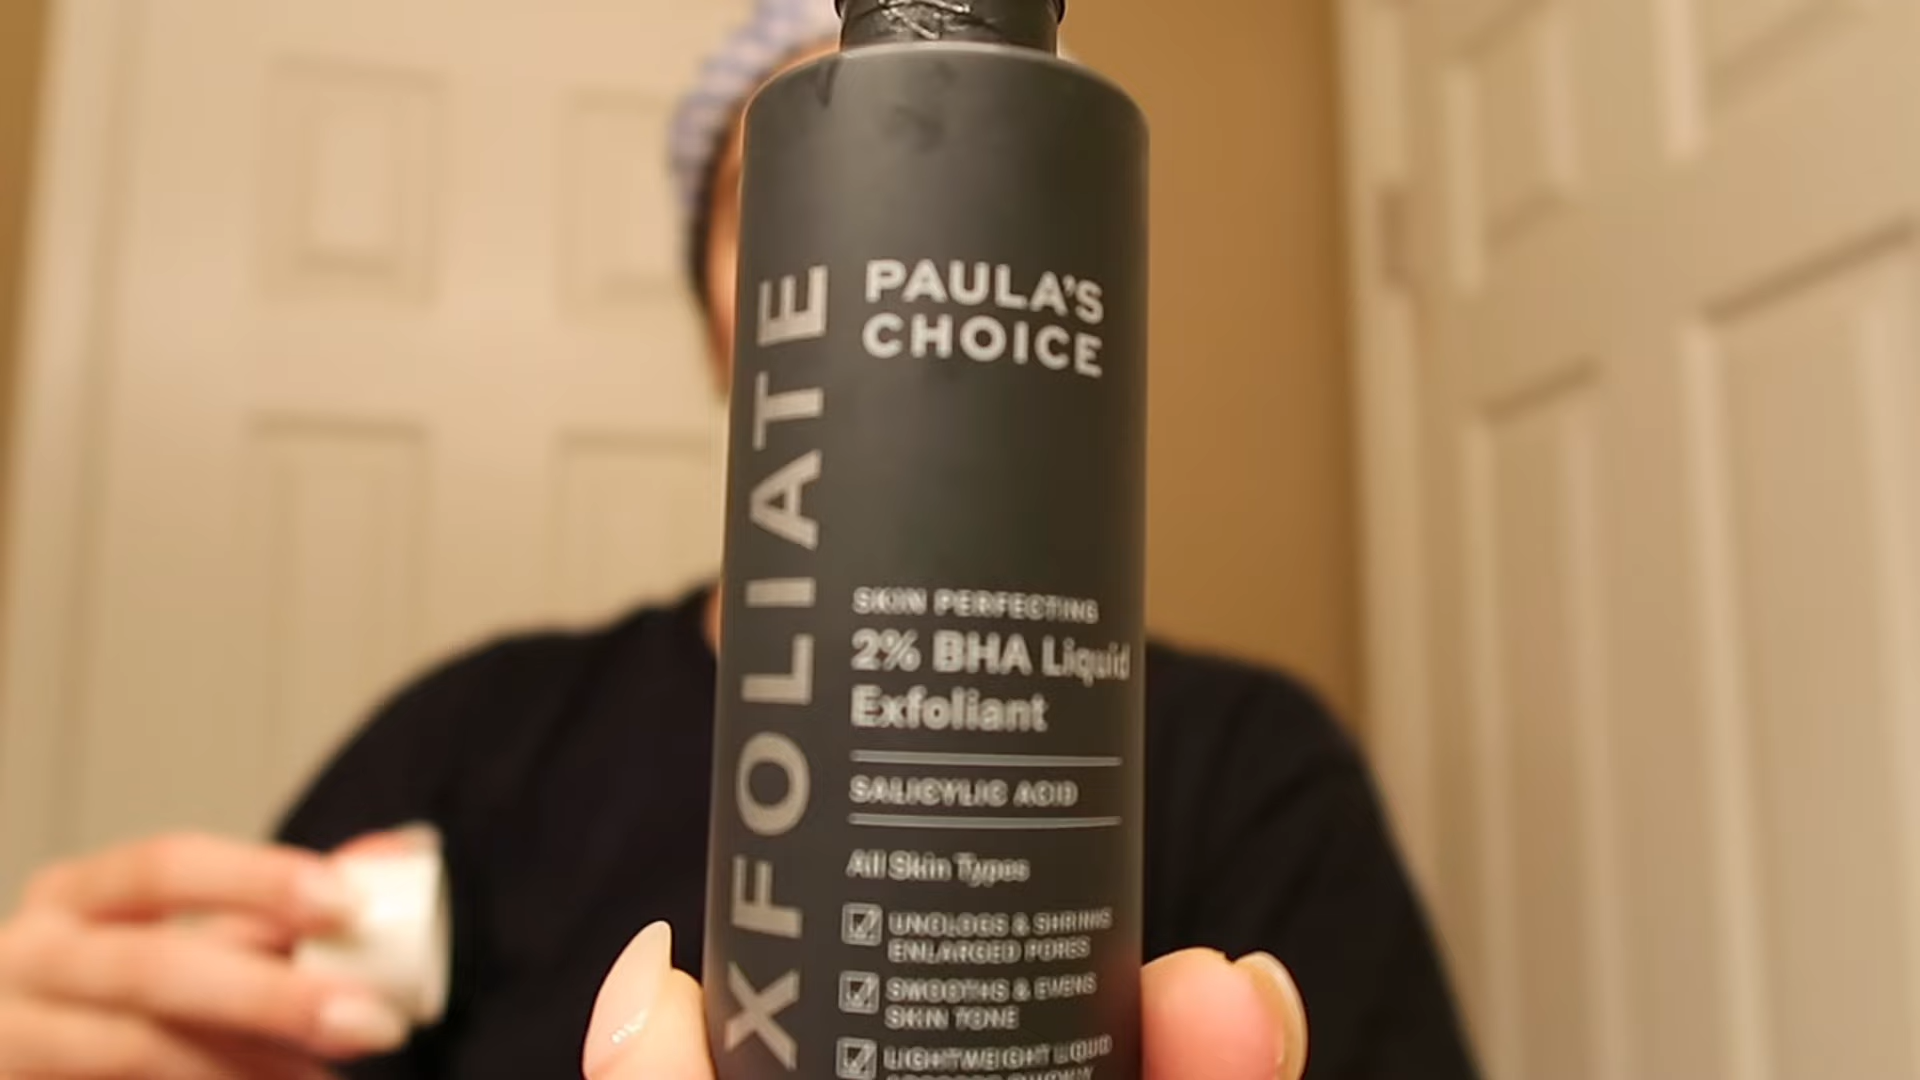 PAULA'S
CHOICE
XFOLIATE
SKIN PERFECTING
2% BHA Liquid
Exfoliant
SALICYLIC ACID
All Skin Types
UNCLOGS & SHRINKS
ENLARGED PORES
SMOOTHS & EVENS
SKIN TONE
LIGHTWEIGHT LIQUID